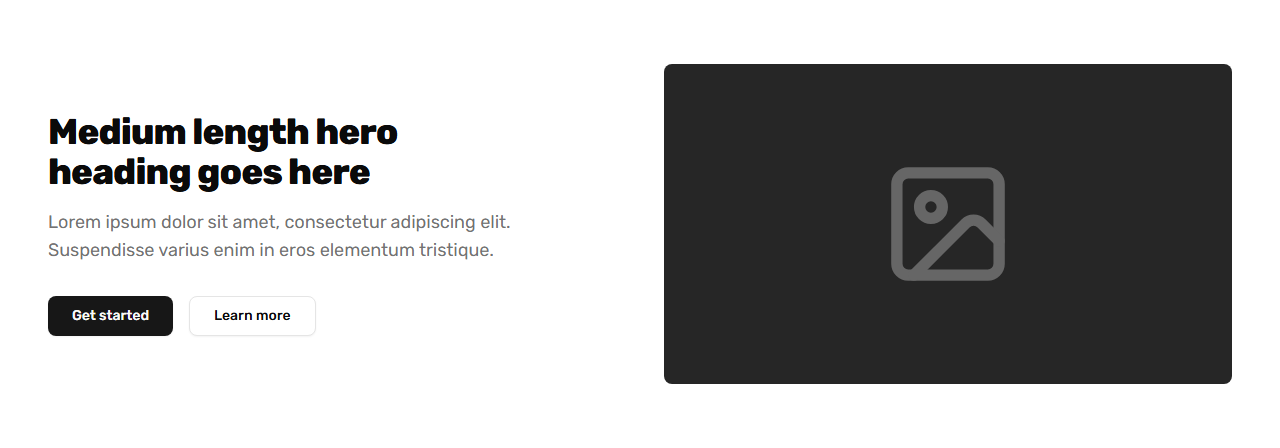 Medium length hero
heading goes here
Lorem ipsum dolor sit amet, consectetur adipiscing elit.
Suspendisse varius enim in eros elementum tristique.
Get started
Learn more